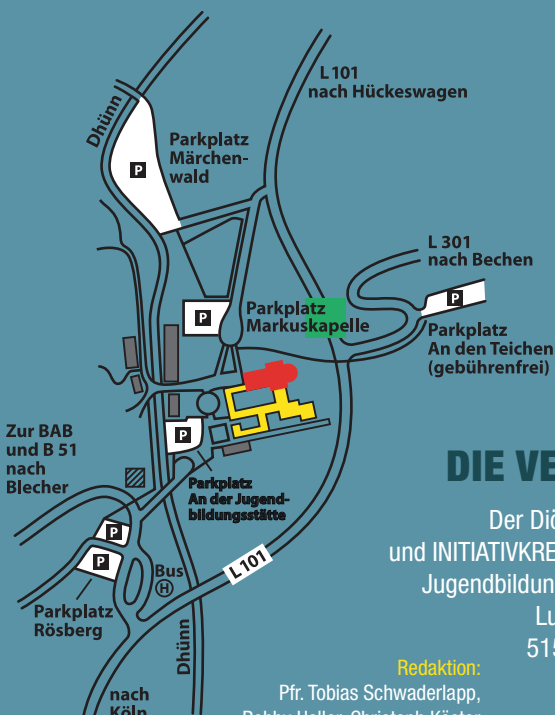 L 101
nach Hückeswagen
Dhünn
Parkplatz
Märchen-
wald
P
L 301
nach Bechen
P
P
Parkplatz
Markuskapelle
Parkplatz
An den Teichen
(gebührenfrei)
Zur BAB
und B 51
nach
Blecher
P
Parkplatz
An der Jugend-
bildungsstätte
P
P
Bus
H
L 101
Parkplatz
Rösberg
Dhünn
nach
Köln
DIE VE
Der Diö
und INITIATIVKRE
Jugendbildun
Lu
515
Redaktion:
Pfr. Tobias Schwaderlapp,